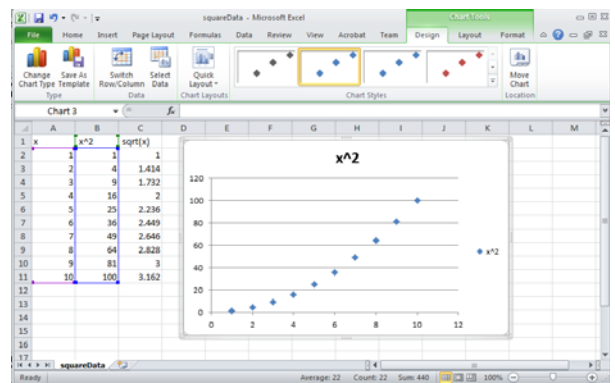 squareData - Microsoft Excel
Chart Tools
File Home Insert Page Layout Formulas Data Review View Acrobat Team Design Layout Format
Change Chart Type
Save As Template
Switch Row/Column
Select Data
Quick Layout
Move Chart
Type Data Chart Layouts Chart Styles Location
Chart 3 fx
A B C D E F G H I J K L M
1 x x^2 sqrt(x)
2 1 1 1
3 2 4 1.414
4 3 9 1.732
5 4 16 2
6 5 25 2.236
7 6 36 2.449
8 7 49 2.646
9 8 64 2.828
10 9 81 3
11 10 100 3.162
12
13
14
15
16
17
x^2
120
100
80
60
40
20
0
0 2 4 6 8 10 12
x^2
squareData
Ready Average: 22 Count: 22 Sum: 440 100%